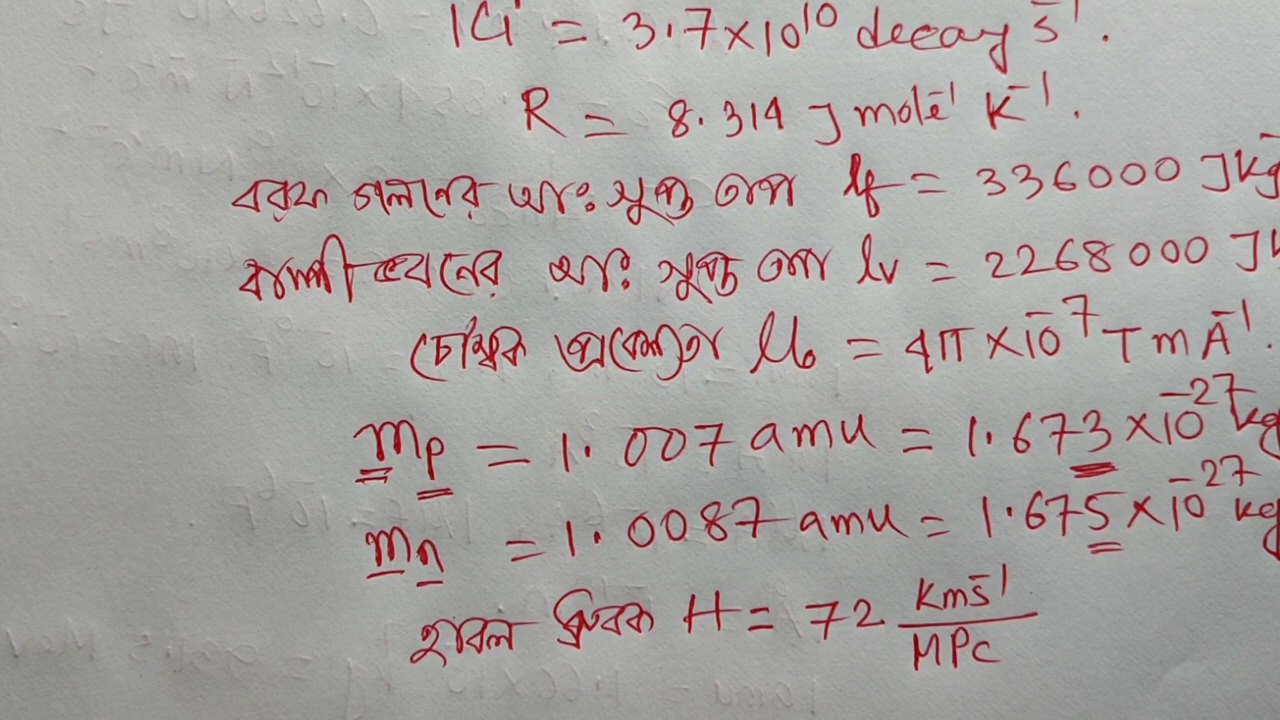 1Ci = 3.7×10¹⁰ decay s⁻¹.
R = 8.314 J mole⁻¹ K⁻¹.
বরফ গলনের আঃ সুপ্ত তাপ lf = 336000 J kg
বাষ্পীভবনের আঃ সুপ্ত তাপ lv = 2268000 J
চৌম্বক প্রবেশ্যতা μ₀ = 4π×10⁻⁷ T m A⁻¹.
mp = 1.007 amu = 1.673×10⁻²⁷ kg
mn = 1.0087 amu = 1.675×10⁻²⁷ kg
হাবল ধ্রুবক H = 72 Kms⁻¹/MPc